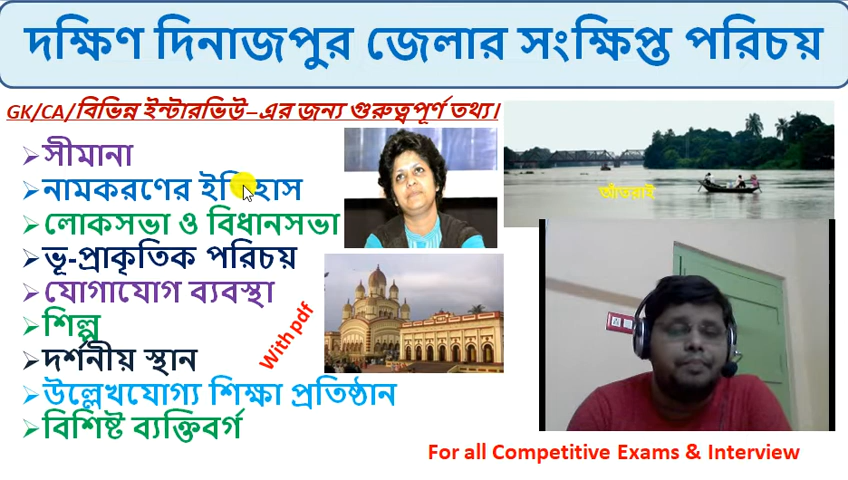 দক্ষিণ দিনাজপুর জেলার সংক্ষিপ্ত পরিচয়
GK/CA/বিভিন্ন ইন্টারভিউ–এর জন্য গুরুত্বপূর্ণ তথ্য।
সীমানা
নামকরণের ইতিহাস
লোকসভা ও বিধানসভা
ভূ-প্রাকৃতিক পরিচয়
যোগাযোগ ব্যবস্থা
শিল্প
দর্শনীয় স্থান
উল্লেখযোগ্য শিক্ষা প্রতিষ্ঠান
বিশিষ্ট ব্যক্তিবর্গ
With pdf
আঁতরাই
For all Competitive Exams & Interview